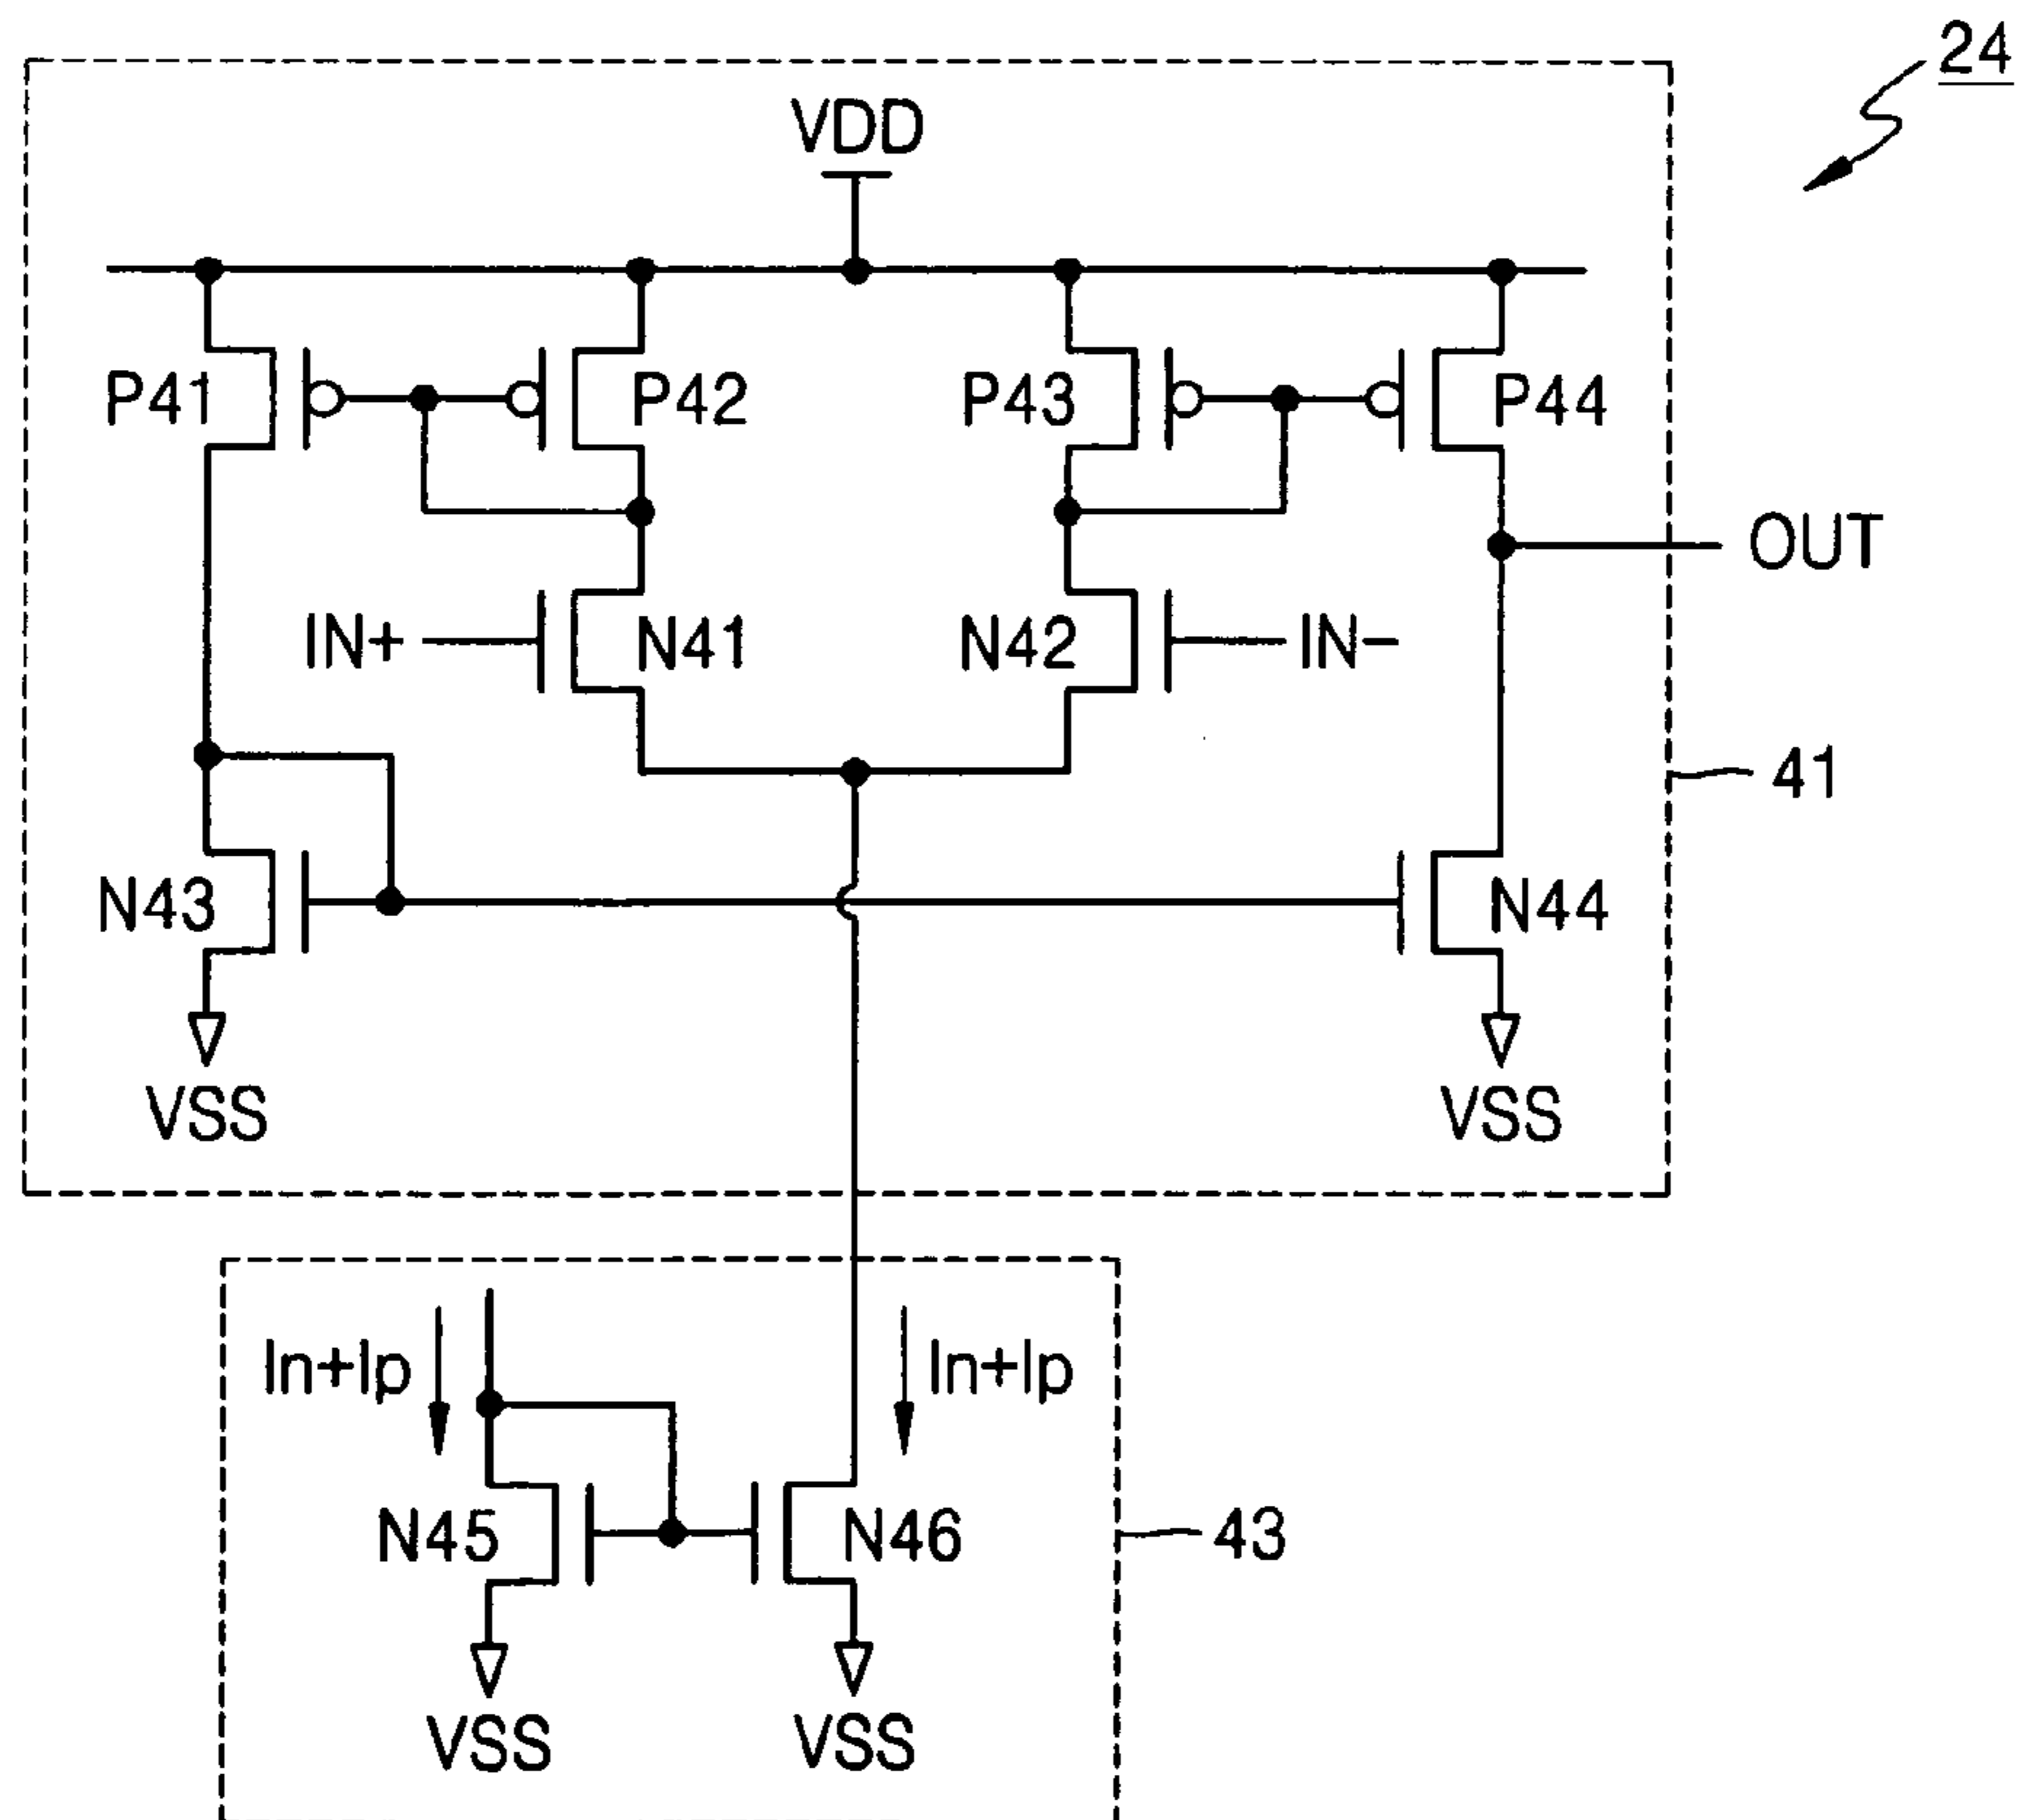 24
VDD
P41
P42
P43
P44
OUT
IN+
N41
N42
IN-
41
N43
N44
VSS
VSS
In+Ip
In+Ip
N45
N46
43
VSS
VSS